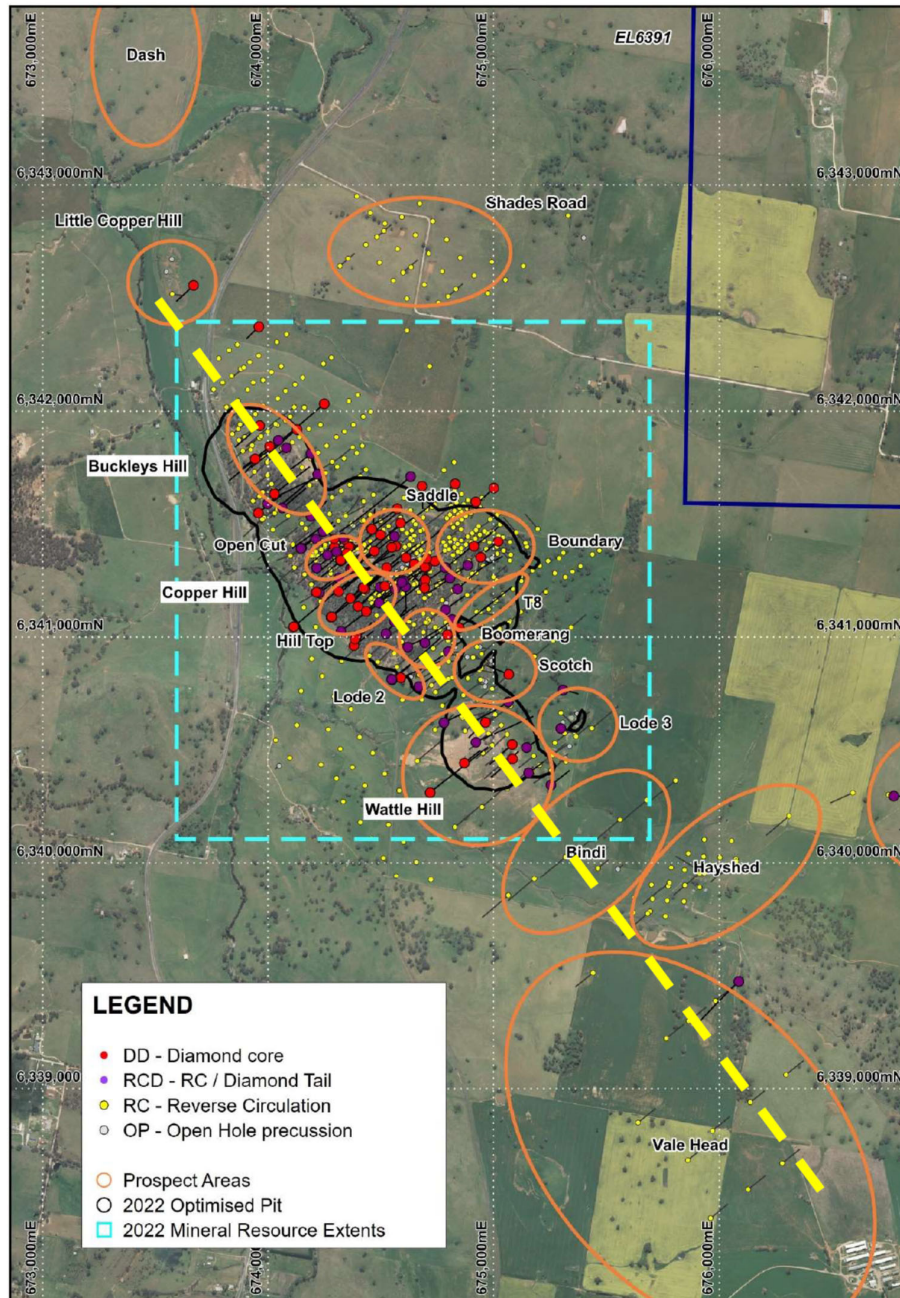 673,000mE
674,000mE
675,000mE
676,000mE
EL6391
Dash
6,343,000mN
6,343,000mN
Shades Road
Little Copper Hill
6,342,000mN
6,342,000mN
Buckleys Hill
Saddle
Open Cut
Boundary
Copper Hill
T8
6,341,000mN
6,341,000mN
Hill Top
Boomerang
Scotch
Lode 2
Lode 3
Wattle Hill
Bindi
6,340,000mN
6,340,000mN
Hayshed
LEGEND
DD - Diamond core
RCD - RC / Diamond Tail
RC - Reverse Circulation
OP - Open Hole precussion
Prospect Areas
2022 Optimised Pit
2022 Mineral Resource Extents
6,339,000mN
6,339,000mN
Vale Head
673,000mE
674,000mE
675,000mE
676,000mE